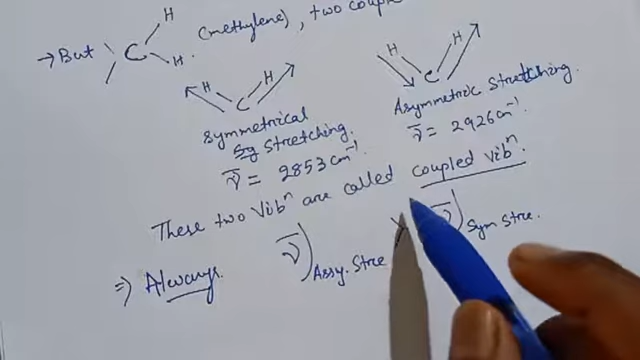 → But C H H (methylene), two coupl
H C H
H C H
Symmetrical
Sy Stretching.
ν̅ = 2853 cm⁻¹
Asymmetric Stretching.
ν̅ = 2926 cm⁻¹
These two Vibⁿ are called coupled Vibⁿ.
⇒ Always ν̅)Assy. Stre > ν̅)Sym Stre.